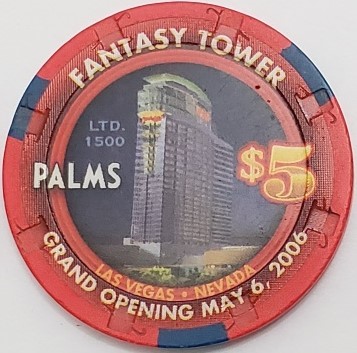 FANTASY TOWER
LTD.
1500
PALMS
$5
LAS VEGAS • NEVADA
GRAND OPENING MAY 6, 2006